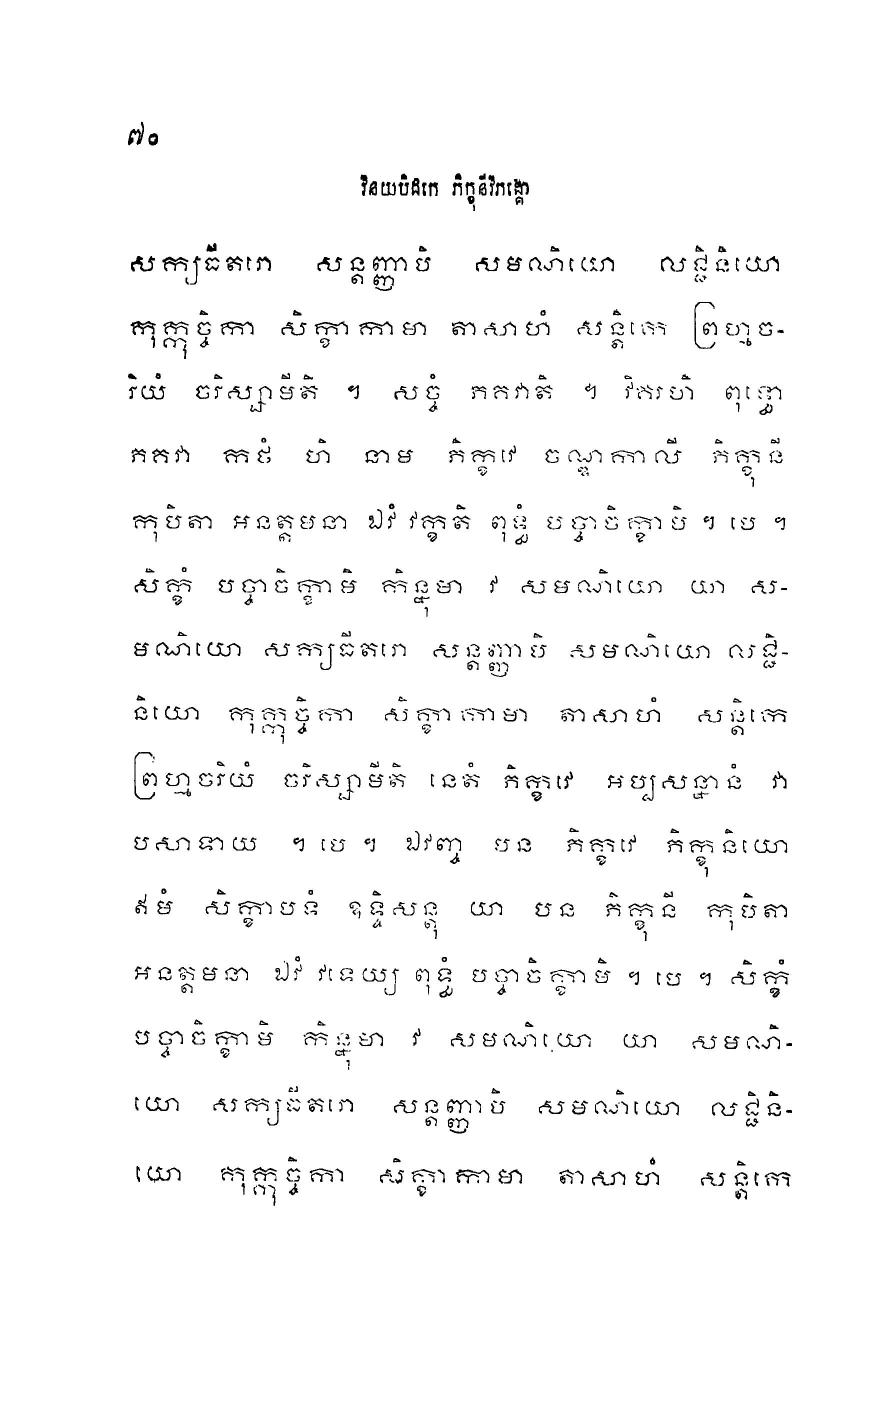 ៧០
វិនយបិដកេ ភិក្ខុនីវិភង្គោ
សក្យធីតរោ សន្តញ្ញាបិ សមណិយោ លជ្ជិនិយោ
កុក្កុច្ចិកា សិក្ខាកាមា តាសាហំ សន្តិកេ ព្រហ្មច-
រិយំ ចរិស្សាមីតិ ។ សច្ចំ ភគវាតិ ។ វិគរហិ ពុទ្ធោ
ភគវា កថំ ហិ នាម ភិក្ខវេ ចណ្ឌកាលី ភិក្ខុនី
កុបិតា អនត្តមនា ឯវំ វក្ខតិ ពុទ្ធំ បច្ចាចិក្ខាបិ ។ បេ ។
សិក្ខំ បច្ចាចិក្ខាមិ កិន្នុមា វ សមណិយោ យា ស-
មណិយោ សក្យធីតរោ សន្តញ្ញាបិ សមណិយោ លជ្ជិ-
និយោ កុក្កុច្ចិកា សិក្ខាកាមា តាសាហំ សន្តិកេ
ព្រហ្មចរិយំ ចរិស្សាមីតិ នេតំ ភិក្ខវេ អប្បសន្នានំ វា
បសាទាយ ។ បេ ។ ឯវញ្ច បន ភិក្ខវេ ភិក្ខុនិយោ
ឥមំ សិក្ខាបទំ ឧទ្ទិសន្តុ យា បន ភិក្ខុនី កុបិតា
អនត្តមនា ឯវំ វទេយ្យ ពុទ្ធំ បច្ចាចិក្ខាមិ ។ បេ ។ សិក្ខំ
បច្ចាចិក្ខាមិ កិន្នុមា វ សមណិយោ យា សមណិ-
យោ សក្យធីតរោ សន្តញ្ញាបិ សមណិយោ លជ្ជិនិ-
យោ កុក្កុច្ចិកា សិក្ខាកាមា តាសាហំ សន្តិកេ